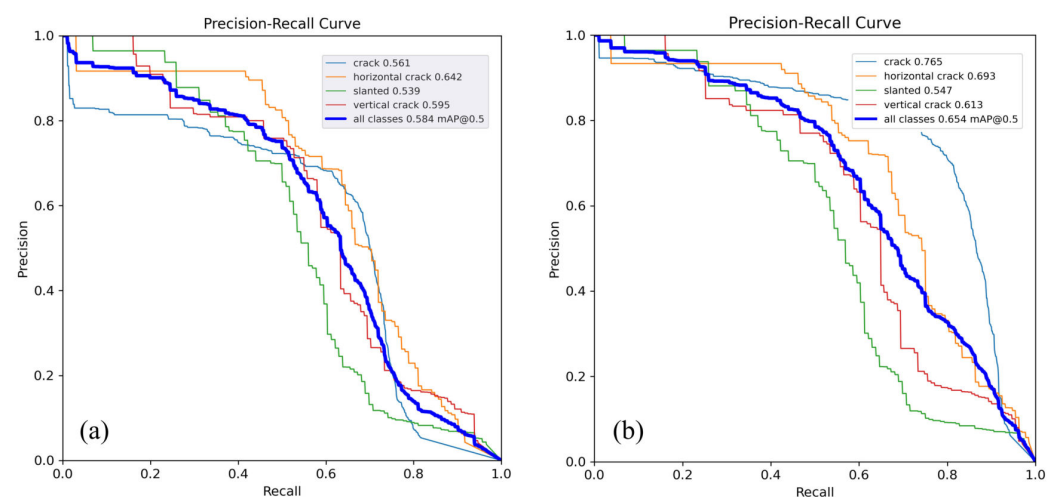 Precision-Recall Curve
1.0
0.8
0.6
0.4
0.2
0.0
Precision
crack 0.561
horizontal crack 0.642
slanted 0.539
vertical crack 0.595
all classes 0.584 mAP@0.5
(a)
0.0 0.2 0.4 0.6 0.8 1.0
Recall
Precision-Recall Curve
1.0
0.8
0.6
0.4
0.2
0.0
Precision
crack 0.765
horizontal crack 0.693
slanted 0.547
vertical crack 0.613
all classes 0.654 mAP@0.5
(b)
0.0 0.2 0.4 0.6 0.8 1.0
Recall